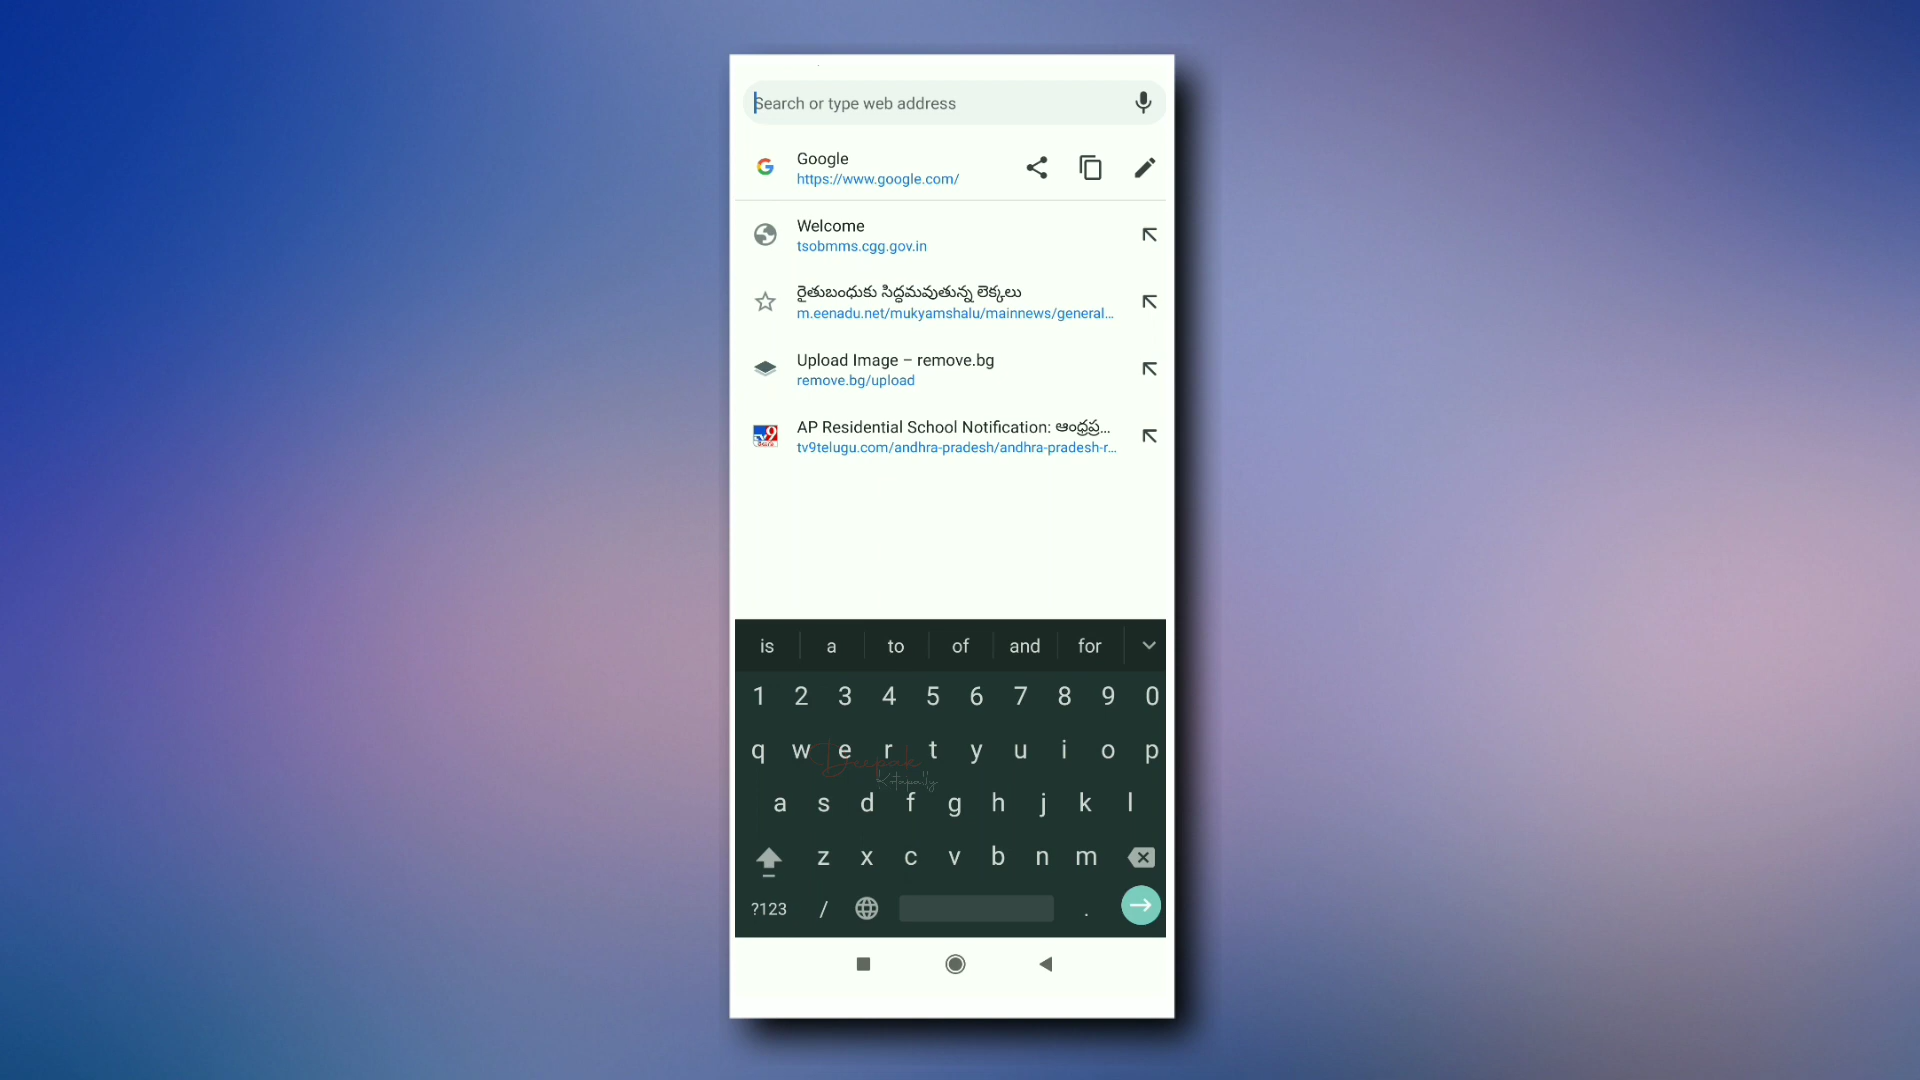 Search or type web address
Google
https://www.google.com/
Welcome
tsobmms.cgg.gov.in
రైతుబంధుకు సిద్ధమవుతున్న లెక్కలు
m.eenadu.net/mukyamshalu/mainnews/general...
Upload Image – remove.bg
remove.bg/upload
AP Residential School Notification: ఆంధ్రప్ర...
tv9telugu.com/andhra-pradesh/andhra-pradesh-r...
is a to of and for
1 2 3 4 5 6 7 8 9 0
q w e r t y u i o p
Deepak
a s d f g h j k l
z x c v b n m
?123 / .